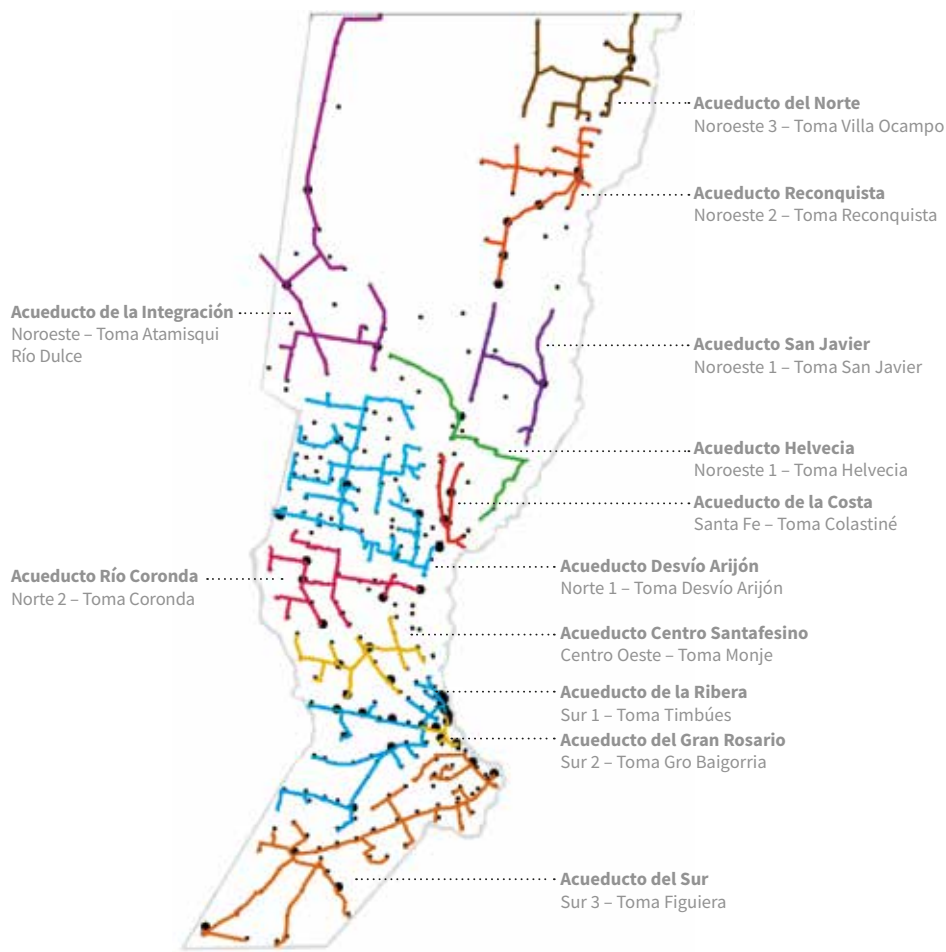 Acueducto del Norte
Noroeste 3 – Toma Villa Ocampo
Acueducto Reconquista
Noroeste 2 – Toma Reconquista
Acueducto de la Integración
Noroeste – Toma Atamisqui
Río Dulce
Acueducto San Javier
Noroeste 1 – Toma San Javier
Acueducto Helvecia
Noroeste 1 – Toma Helvecia
Acueducto de la Costa
Santa Fe – Toma Colastiné
Acueducto Desvío Arijón
Norte 1 – Toma Desvío Arijón
Acueducto Río Coronda
Norte 2 – Toma Coronda
Acueducto Centro Santafesino
Centro Oeste – Toma Monje
Acueducto de la Ribera
Sur 1 – Toma Timbúes
Acueducto del Gran Rosario
Sur 2 – Toma Gro Baigorria
Acueducto del Sur
Sur 3 – Toma Figuiera